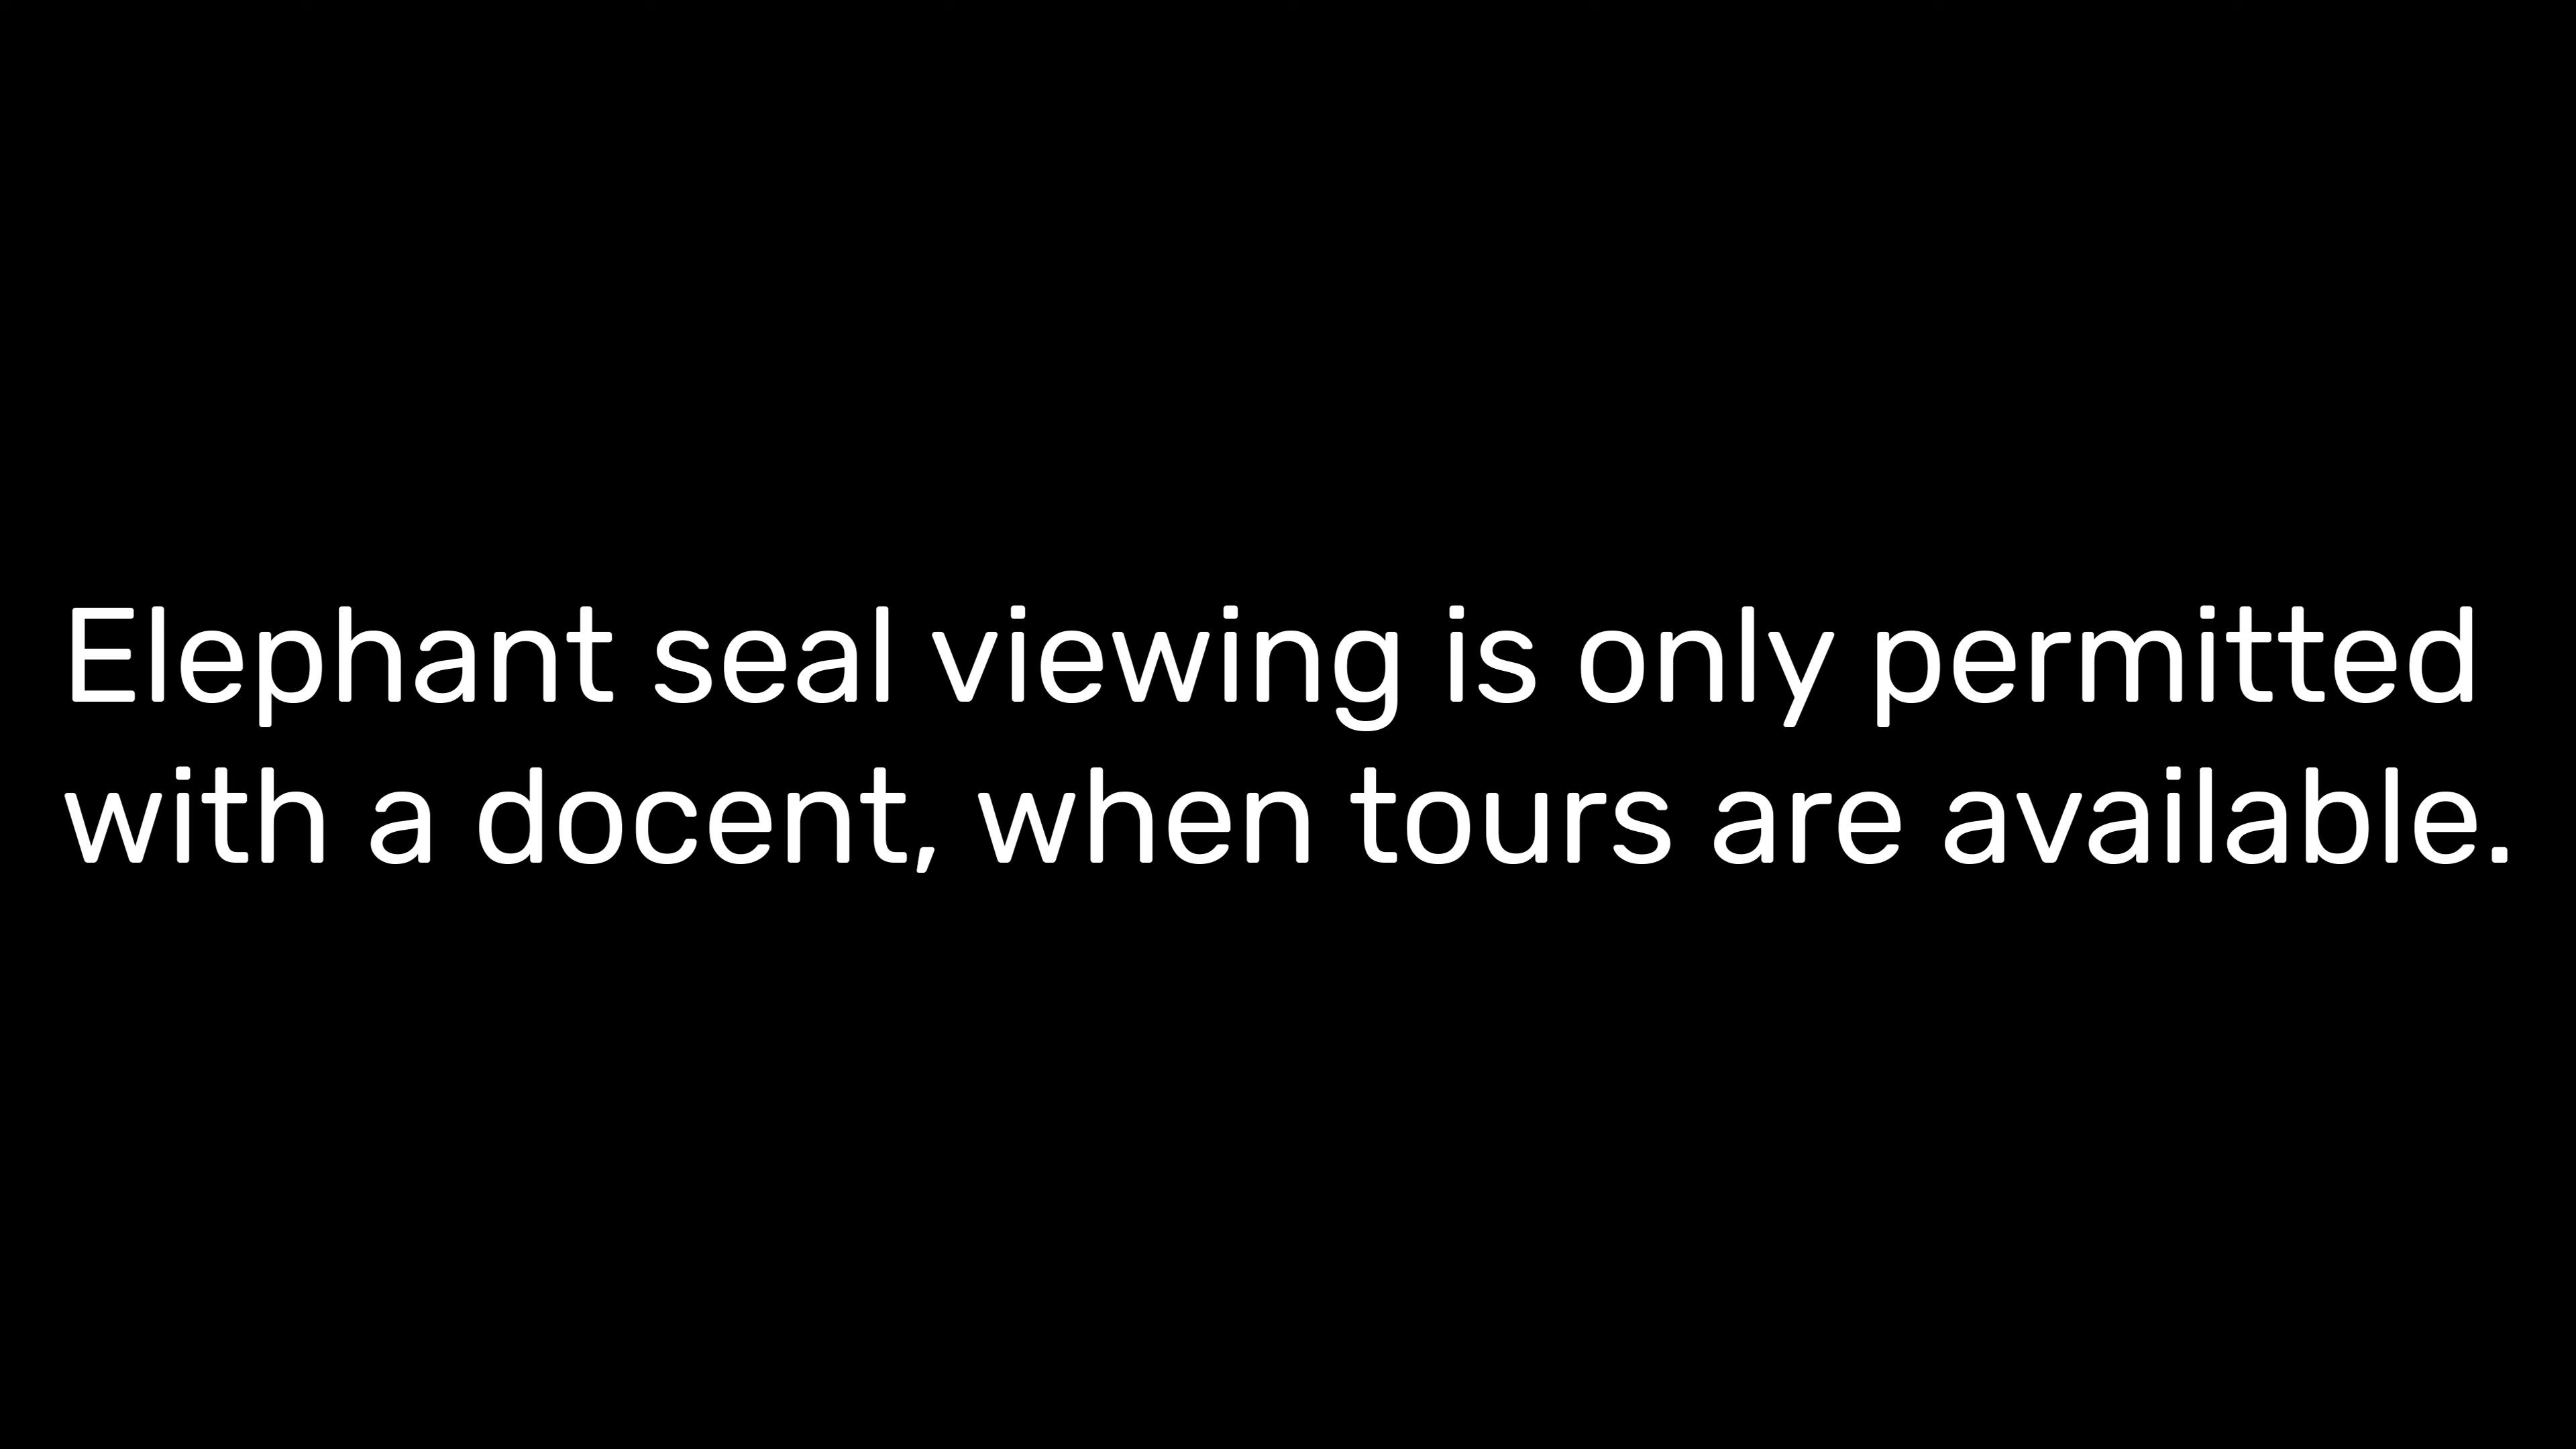 Elephant seal viewing is only permitted
with a docent, when tours are available.